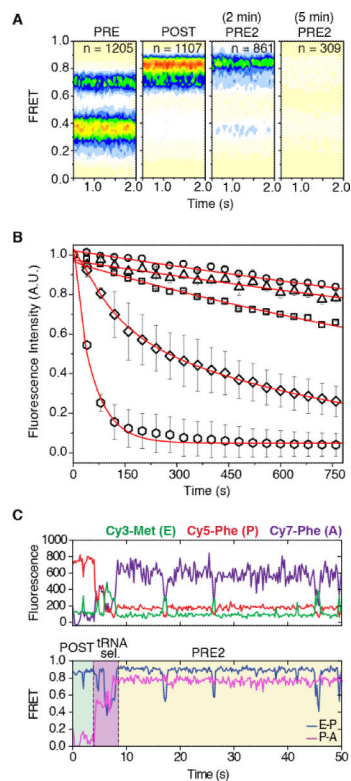 A
PRE
POST
(2 min)
PRE2
(5 min)
PRE2
n = 1205
n = 1107
n = 861
n = 309
1.0
0.8
0.6
0.4
0.2
0.0
FRET
1.0 2.0 1.0 2.0 1.0 2.0 1.0 2.0
Time (s)
B
1.0
0.8
0.6
0.4
0.2
0.0
Fluorescence Intensity (A.U.)
0 150 300 450 600 750
Time (s)
C
Cy3-Met (E) Cy5-Phe (P) Cy7-Phe (A)
1000
800
600
400
200
0
Fluorescence
POST
tRNA
sel.
PRE2
1.0
0.8
0.6
0.4
0.2
0.0
FRET
E-P
P-A
0 10 20 30 40 50
Time (s)